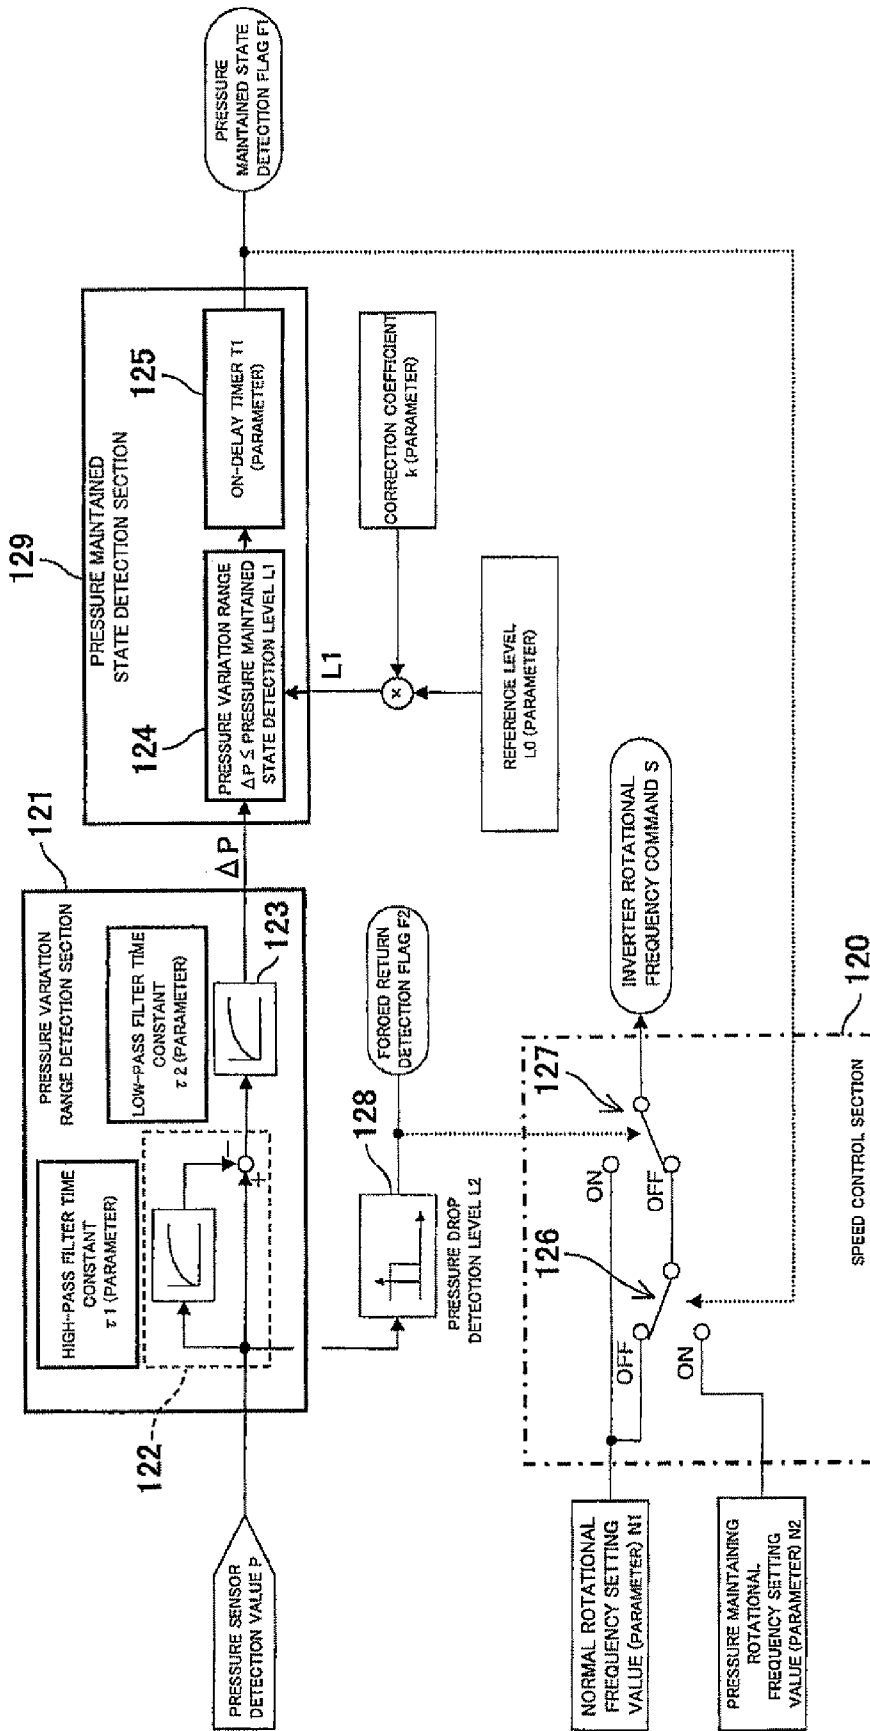 PRESSURE SENSOR
DETECTION VALUE P
122
HIGH-PASS FILTER TIME
CONSTANT
τ1 (PARAMETER)
PRESSURE VARIATION
RANGE DETECTION SECTION
121
LOW-PASS FILTER TIME
CONSTANT
τ2 (PARAMETER)
−
+
123
ΔP
129
PRESSURE MAINTAINED
STATE DETECTION SECTION
124
PRESSURE VARIATION RANGE
ΔP ≤ PRESSURE MAINTAINED
STATE DETECTION LEVEL L1
125
ON-DELAY TIMER T1
(PARAMETER)
PRESSURE
MAINTAINED STATE
DETECTION FLAG F1
L1
×
CORRECTION COEFFICIENT
k (PARAMETER)
REFERENCE LEVEL
L0 (PARAMETER)
128
PRESSURE DROP
DETECTION LEVEL L2
FORCED RETURN
DETECTION FLAG F2
NORMAL ROTATIONAL
FREQUENCY SETTING
VALUE (PARAMETER) N1
PRESSURE MAINTAINING
ROTATIONAL
FREQUENCY SETTING
VALUE (PARAMETER) N2
OFF
ON
126
ON
OFF
127
INVERTER ROTATIONAL
FREQUENCY COMMAND S
120
SPEED CONTROL SECTION